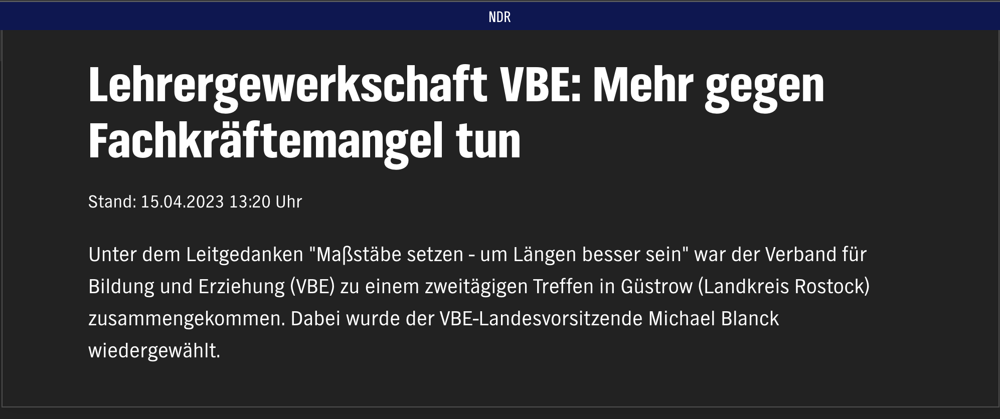 NDR
Lehrergewerkschaft VBE: Mehr gegen
Fachkräftemangel tun
Stand: 15.04.2023 13:20 Uhr
Unter dem Leitgedanken "Maßstäbe setzen - um Längen besser sein" war der Verband für
Bildung und Erziehung (VBE) zu einem zweitägigen Treffen in Güstrow (Landkreis Rostock)
zusammengekommen. Dabei wurde der VBE-Landesvorsitzende Michael Blanck
wiedergewählt.